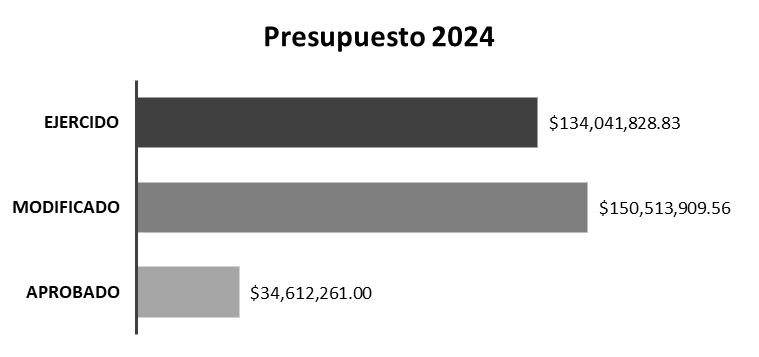 Presupuesto 2024
EJERCIDO
$134,041,828.83
MODIFICADO
$150,513,909.56
APROBADO
$34,612,261.00